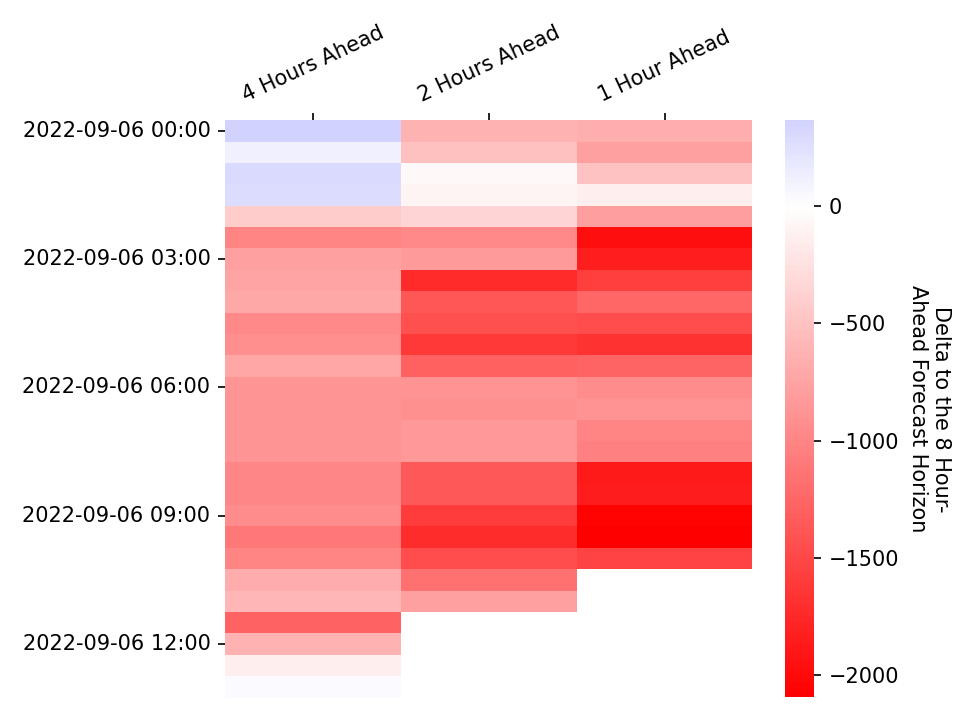 4 Hours Ahead
2 Hours Ahead
1 Hour Ahead
2022-09-06 00:00
2022-09-06 03:00
2022-09-06 06:00
2022-09-06 09:00
2022-09-06 12:00
0
−500
−1000
−1500
−2000
Delta to the 8 Hour-
Ahead Forecast Horizon